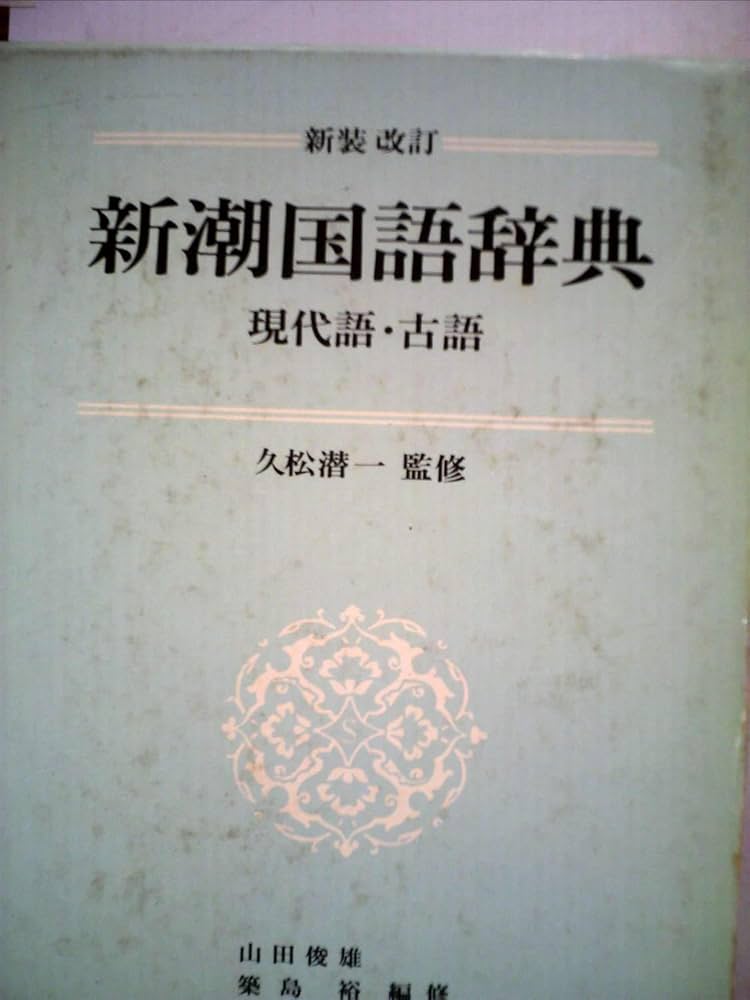 新装改訂
新潮国語辞典
現代語・古語
久松潜一 監修
S
山田俊雄
築島 裕 編修